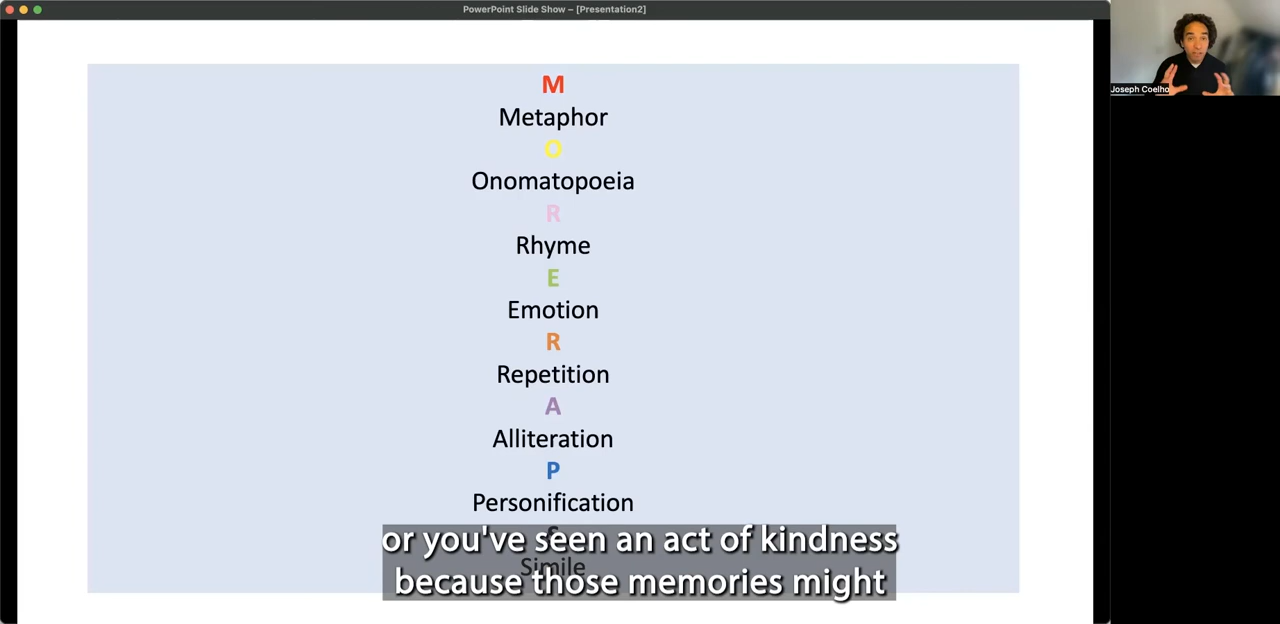 PowerPoint Slide Show – [Presentation2]
Joseph Coelho
M
Metaphor
O
Onomatopoeia
R
Rhyme
E
Emotion
R
Repetition
A
Alliteration
P
Personification
S
Simile
or you've seen an act of kindness
because those memories might